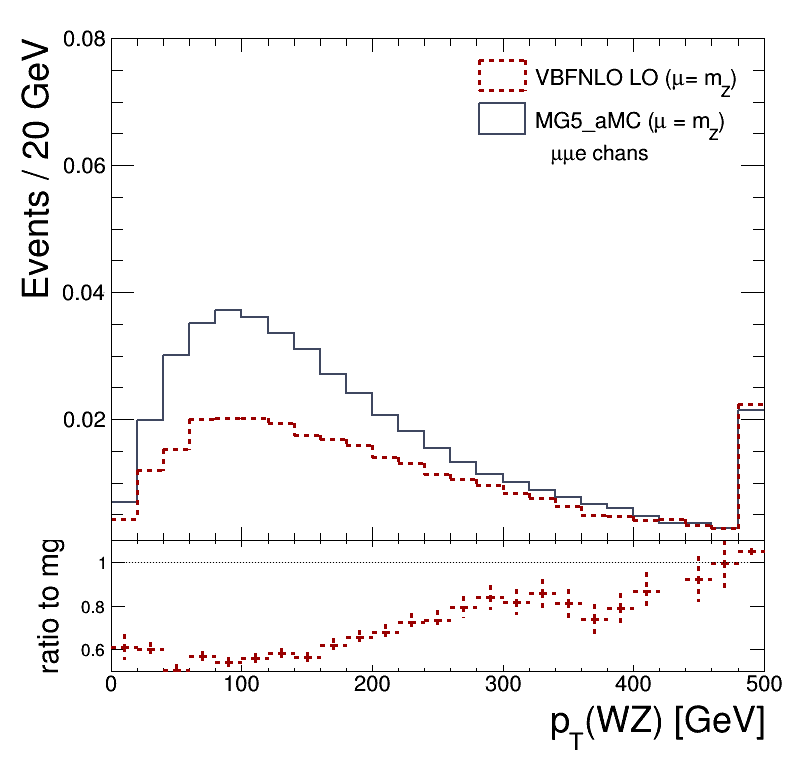 Events / 20 GeV
0.08
0.06
0.04
0.02
VBFNLO LO (μ= m_Z)
MG5_aMC (μ = m_Z)
μμe chans
ratio to mg
1
0.8
0.6
0 100 200 300 400 500
p_T(WZ) [GeV]